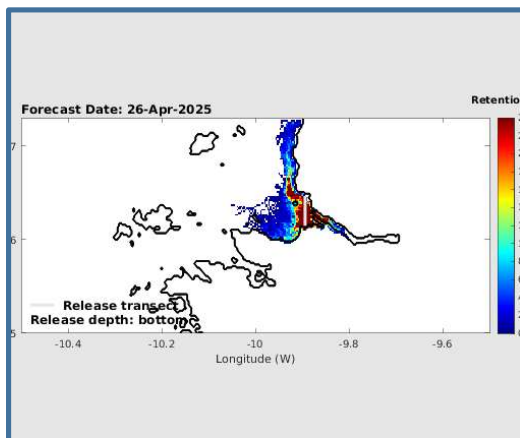 Retentio
Forecast Date: 26-Apr-2025
7
6
5
Release transect
Release depth: bottom
-10.4
-10.2
-10
-9.8
-9.6
Longitude (W)